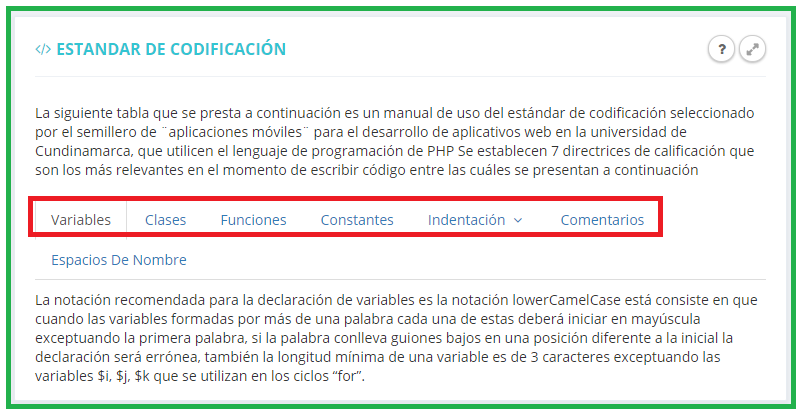 </> ESTANDAR DE CODIFICACIÓN
?
La siguiente tabla que se presta a continuación es un manual de uso del estándar de codificación seleccionado
por el semillero de ¨aplicaciones móviles¨ para el desarrollo de aplicativos web en la universidad de
Cundinamarca, que utilicen el lenguaje de programación de PHP Se establecen 7 directrices de calificación que
son los más relevantes en el momento de escribir código entre las cuáles se presentan a continuación
Variables Clases Funciones Constantes Indentación Comentarios
Espacios De Nombre
La notación recomendada para la declaración de variables es la notación lowerCamelCase está consiste en que
cuando las variables formadas por más de una palabra cada una de estas deberá iniciar en mayúscula
exceptuando la primera palabra, si la palabra conlleva guiones bajos en una posición diferente a la inicial la
declaración será errónea, también la longitud mínima de una variable es de 3 caracteres exceptuando las
variables $i, $j, $k que se utilizan en los ciclos “for”.